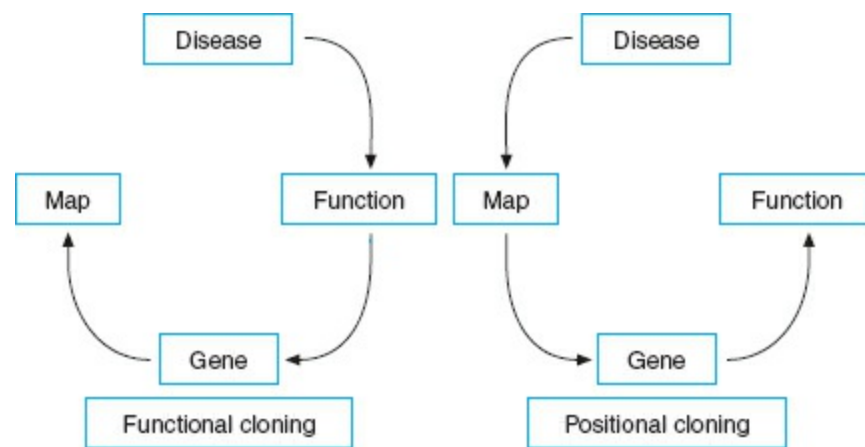 Disease
Disease
Map
Function
Map
Function
Gene
Gene
Functional cloning
Positional cloning